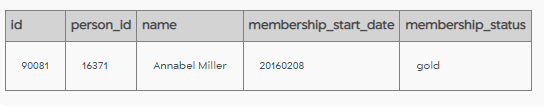 id person_id name membership_start_date membership_status
90081 16371 Annabel Miller 20160208 gold